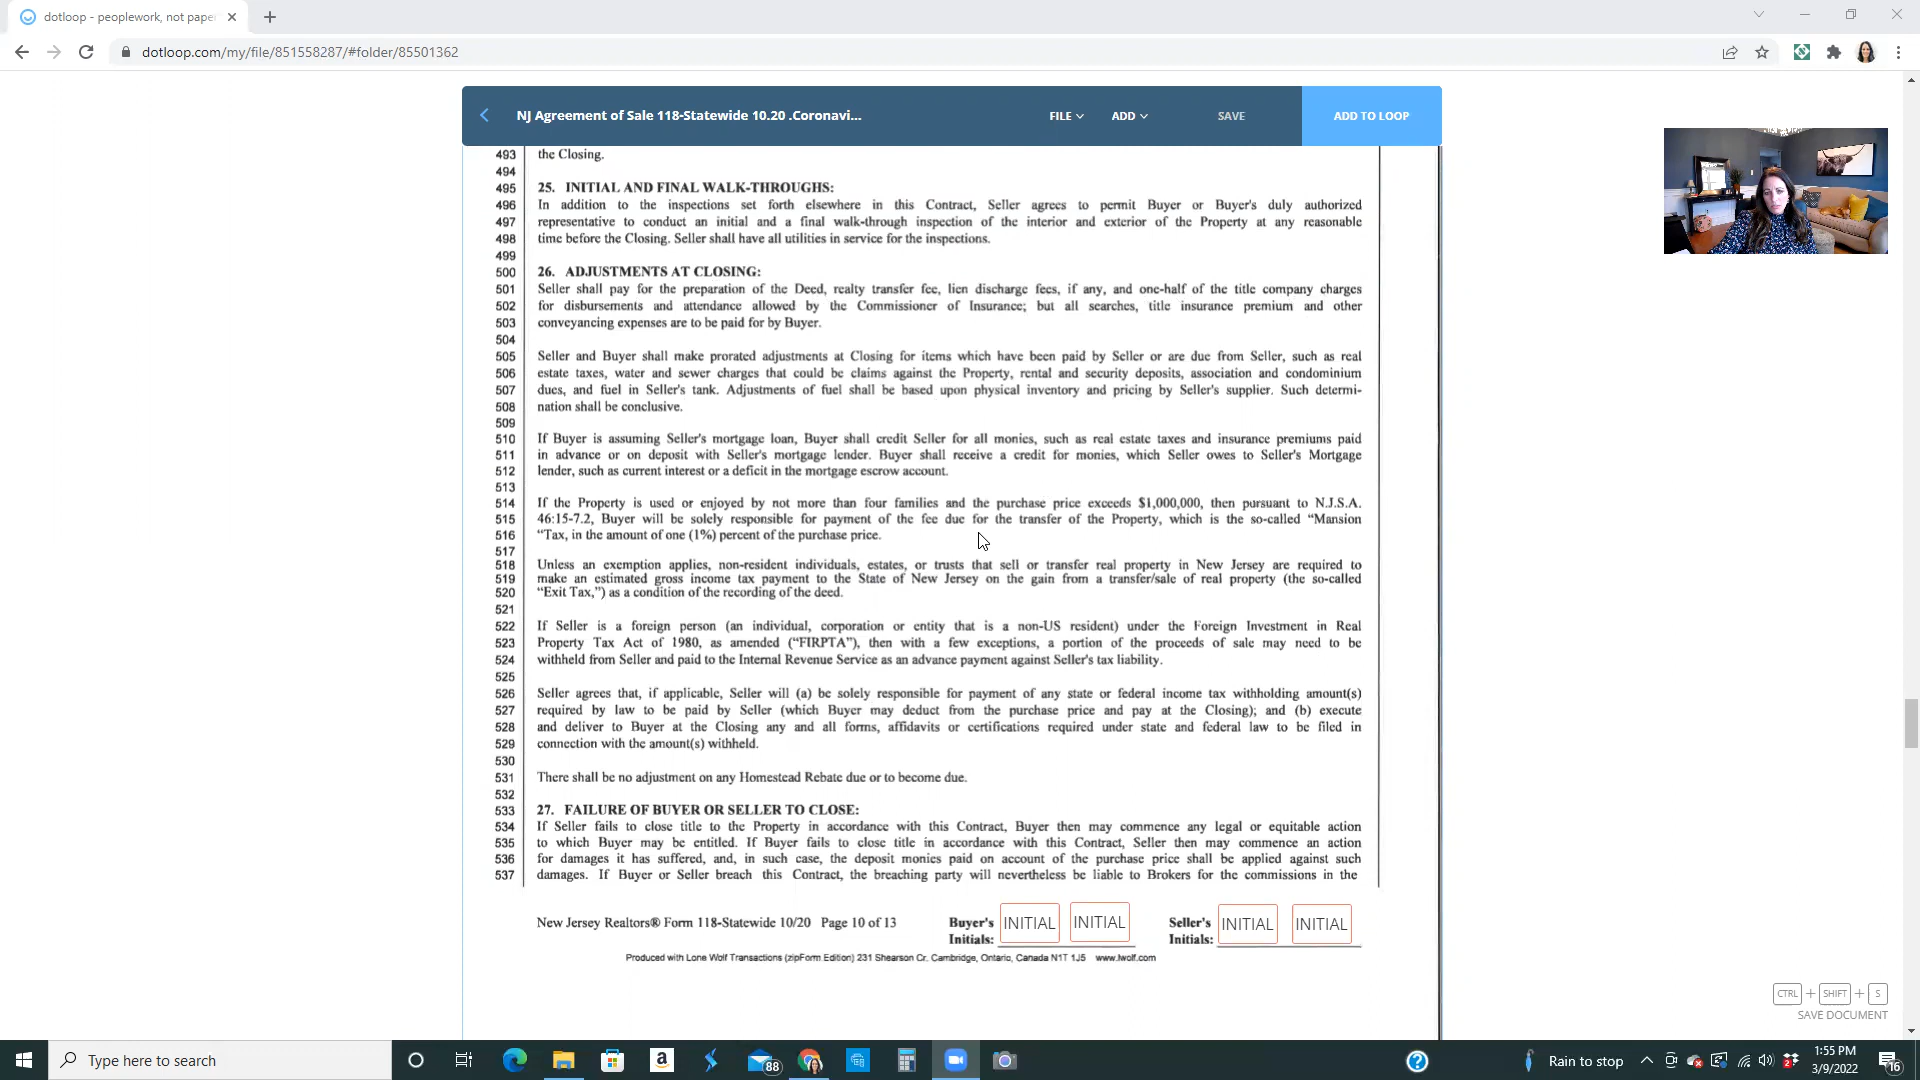 dotloop - peoplework, not pape
dotloop.com/my/file/851558287/#folder/85501362
NJ Agreement of Sale 118-Statewide 10.20 .Coronavi...
FILE
ADD
SAVE
ADD TO LOOP
493 the Closing.
494
495 25. INITIAL AND FINAL WALK-THROUGHS:
496 In addition to the inspections set forth elsewhere in this Contract, Seller agrees to permit Buyer or Buyer's duly authorized
497 representative to conduct an initial and a final walk-through inspection of the interior and exterior of the Property at any reasonable
498 time before the Closing. Seller shall have all utilities in service for the inspections.
499
500 26. ADJUSTMENTS AT CLOSING:
501 Seller shall pay for the preparation of the Deed, realty transfer fee, lien discharge fees, if any, and one-half of the title company charges
502 for disbursements and attendance allowed by the Commissioner of Insurance; but all searches, title insurance premium and other
503 conveyancing expenses are to be paid for by Buyer.
504
505 Seller and Buyer shall make prorated adjustments at Closing for items which have been paid by Seller or are due from Seller, such as real
506 estate taxes, water and sewer charges that could be claims against the Property, rental and security deposits, association and condominium
507 dues, and fuel in Seller's tank. Adjustments of fuel shall be based upon physical inventory and pricing by Seller's supplier. Such determi-
508 nation shall be conclusive.
509
510 If Buyer is assuming Seller's mortgage loan, Buyer shall credit Seller for all monies, such as real estate taxes and insurance premiums paid
511 in advance or on deposit with Seller's mortgage lender. Buyer shall receive a credit for monies, which Seller owes to Seller's Mortgage
512 lender, such as current interest or a deficit in the mortgage escrow account.
513
514 If the Property is used or enjoyed by not more than four families and the purchase price exceeds $1,000,000, then pursuant to N.J.S.A.
515 46:15-7.2, Buyer will be solely responsible for payment of the fee due for the transfer of the Property, which is the so-called "Mansion
516 "Tax, in the amount of one (1%) percent of the purchase price.
517
518 Unless an exemption applies, non-resident individuals, estates, or trusts that sell or transfer real property in New Jersey are required to
519 make an estimated gross income tax payment to the State of New Jersey on the gain from a transfer/sale of real property (the so-called
520 "Exit Tax,") as a condition of the recording of the deed.
521
522 If Seller is a foreign person (an individual, corporation or entity that is a non-US resident) under the Foreign Investment in Real
523 Property Tax Act of 1980, as amended ("FIRPTA"), then with a few exceptions, a portion of the proceeds of sale may need to be
524 withheld from Seller and paid to the Internal Revenue Service as an advance payment against Seller's tax liability.
525
526 Seller agrees that, if applicable, Seller will (a) be solely responsible for payment of any state or federal income tax withholding amount(s)
527 required by law to be paid by Seller (which Buyer may deduct from the purchase price and pay at the Closing); and (b) execute
528 and deliver to Buyer at the Closing any and all forms, affidavits or certifications required under state and federal law to be filed in
529 connection with the amount(s) withheld.
530
531 There shall be no adjustment on any Homestead Rebate due or to become due.
532
533 27. FAILURE OF BUYER OR SELLER TO CLOSE:
534 If Seller fails to close title to the Property in accordance with this Contract, Buyer then may commence any legal or equitable action
535 to which Buyer may be entitled. If Buyer fails to close title in accordance with this Contract, Seller then may commence an action
536 for damages it has suffered, and, in such case, the deposit monies paid on account of the purchase price shall be applied against such
537 damages. If Buyer or Seller breach this Contract, the breaching party will nevertheless be liable to Brokers for the commissions in the
New Jersey Realtors® Form 118-Statewide 10/20 Page 10 of 13 Buyer's Initials: INITIAL INITIAL Seller's Initials: INITIAL INITIAL
Produced with Lone Wolf Transactions (zipForm Edition) 231 Shearson Cr. Cambridge, Ontario, Canada N1T 1J5 www.lwolf.com
CTRL + SHIFT + S
SAVE DOCUMENT
Type here to search
88
Rain to stop
1:55 PM
3/9/2022
16